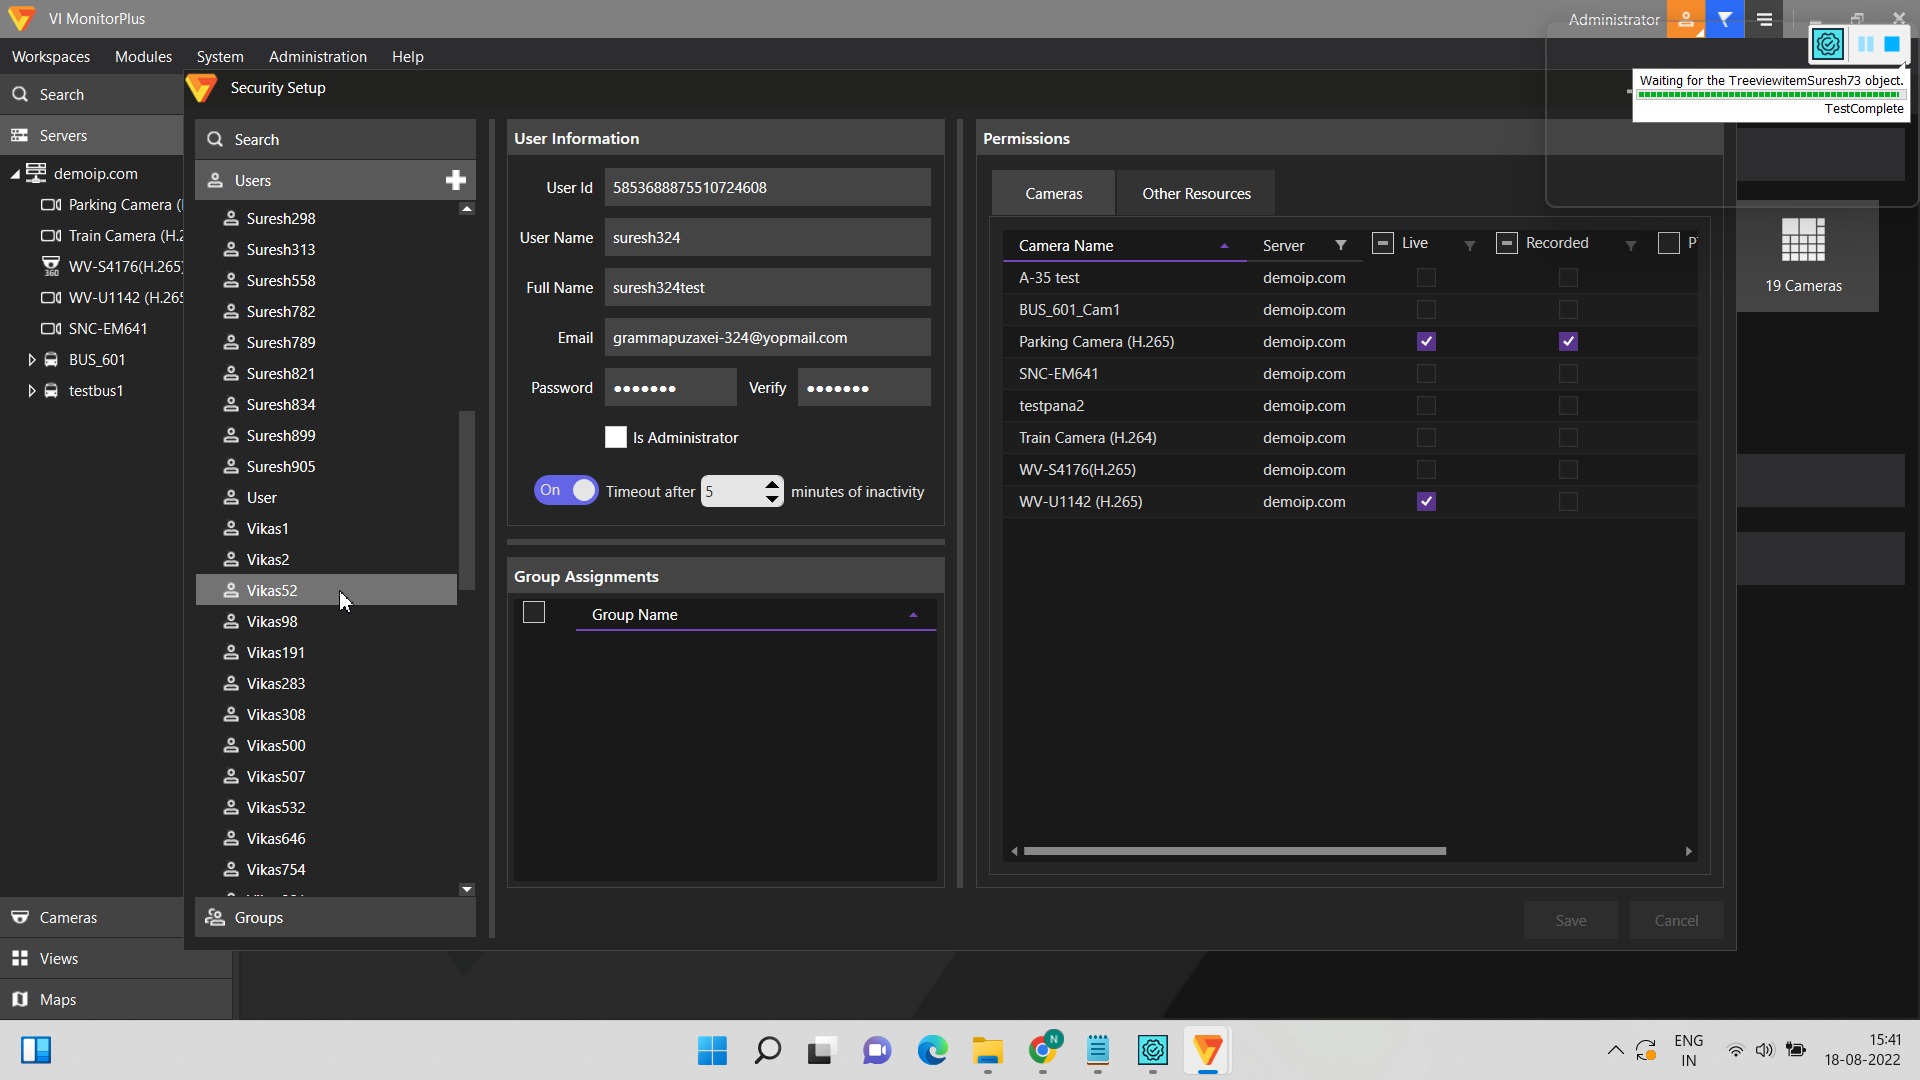 VI MonitorPlus
Administrator
Workspaces Modules System Administration Help
Waiting for the TreeviewitemSuresh73 object.
TestComplete
Search
Servers
demoip.com
Parking Camera (
Train Camera (H.2
WV-S4176(H.265)
WV-U1142 (H.265
SNC-EM641
BUS_601
testbus1
Cameras
Views
Maps
Security Setup
Search
Users
Suresh298
Suresh313
Suresh558
Suresh782
Suresh789
Suresh821
Suresh834
Suresh899
Suresh905
User
Vikas1
Vikas2
Vikas52
Vikas98
Vikas191
Vikas283
Vikas308
Vikas500
Vikas507
Vikas532
Vikas646
Vikas754
Groups
User Information
User Id 5853688875510724608
User Name suresh324
Full Name suresh324test
Email grammapuzaxei-324@yopmail.com
Password ●●●●●●● Verify ●●●●●●●
Is Administrator
On Timeout after 5 minutes of inactivity
Group Assignments
Group Name
Permissions
Cameras Other Resources
Camera Name Server Live Recorded P
A-35 test demoip.com
BUS_601_Cam1 demoip.com
Parking Camera (H.265) demoip.com
SNC-EM641 demoip.com
testpana2 demoip.com
Train Camera (H.264) demoip.com
WV-S4176(H.265) demoip.com
WV-U1142 (H.265) demoip.com
Save Cancel
19 Cameras
N
ENG
IN
15:41
18-08-2022